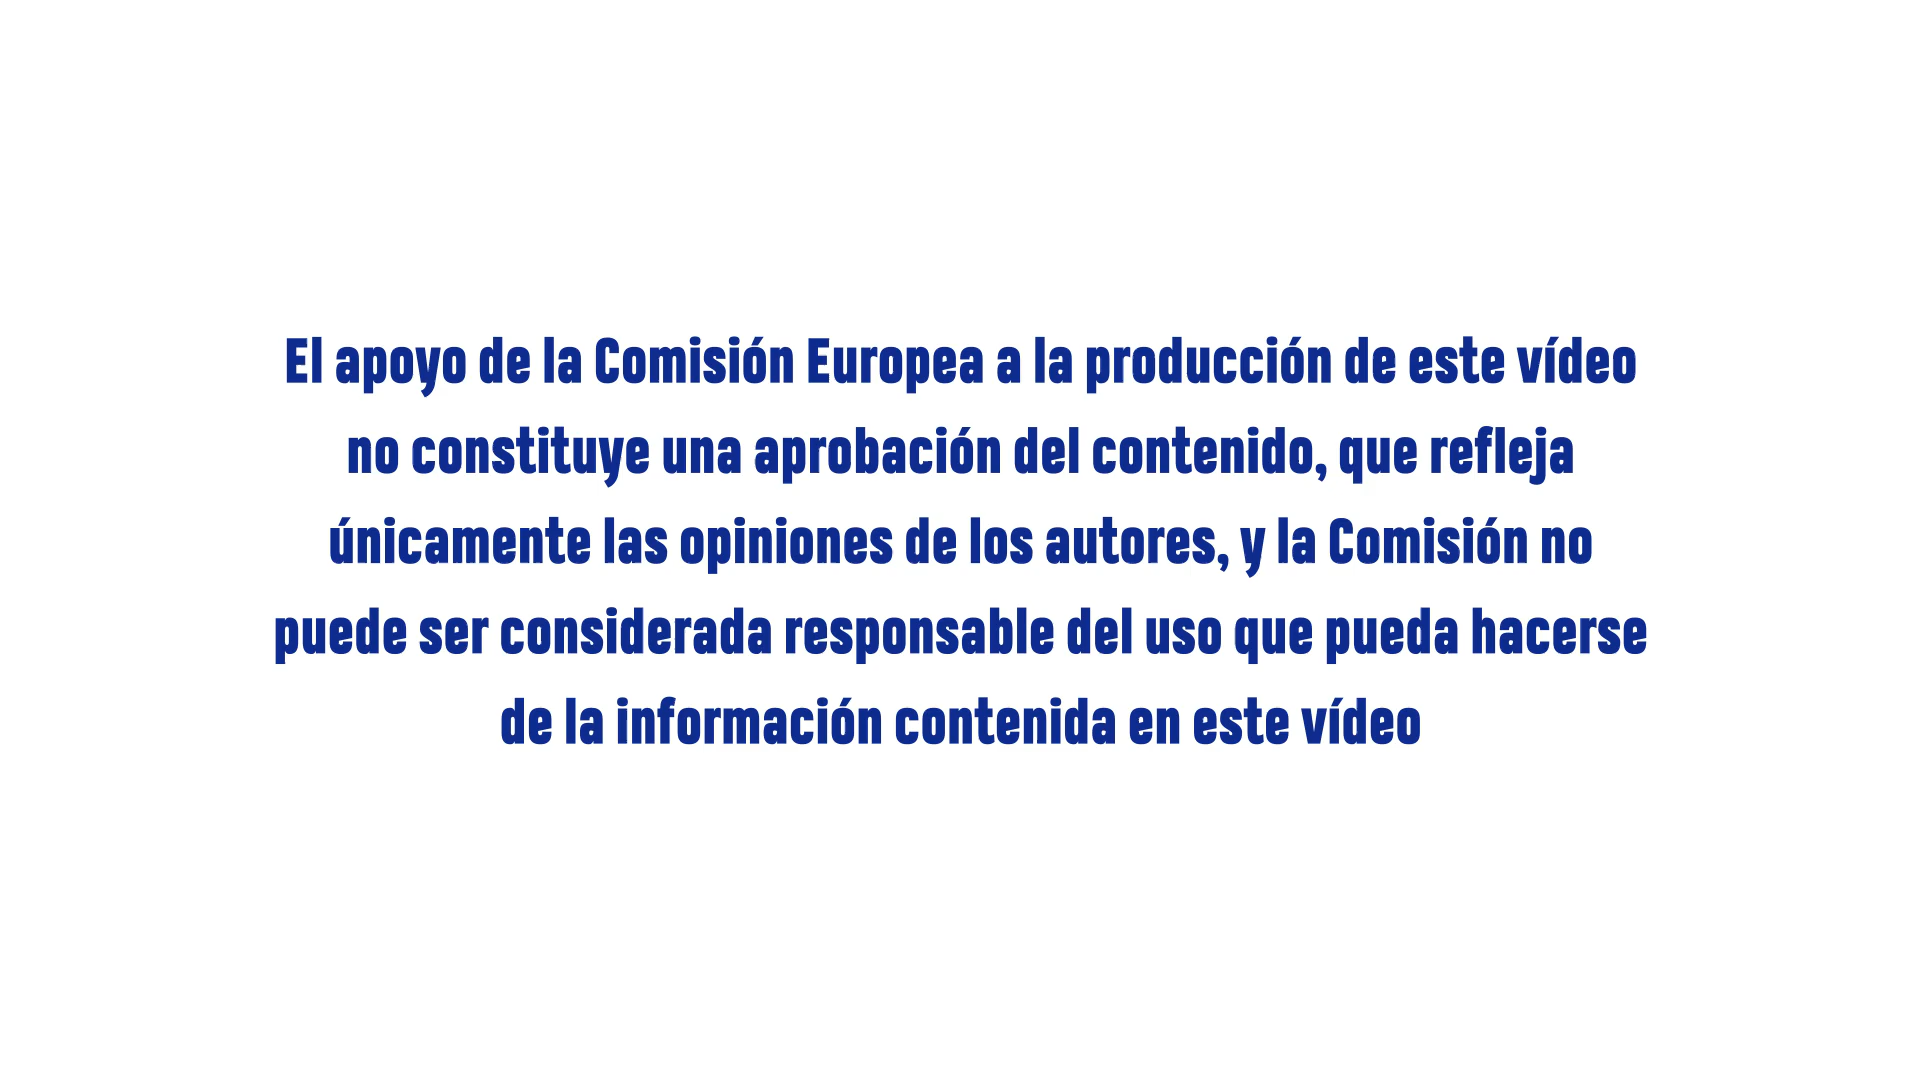 El apoyo de la Comisión Europea a la producción de este vídeo
no constituye una aprobación del contenido, que refleja
únicamente las opiniones de los autores, y la Comisión no
puede ser considerada responsable del uso que pueda hacerse
de la información contenida en este vídeo